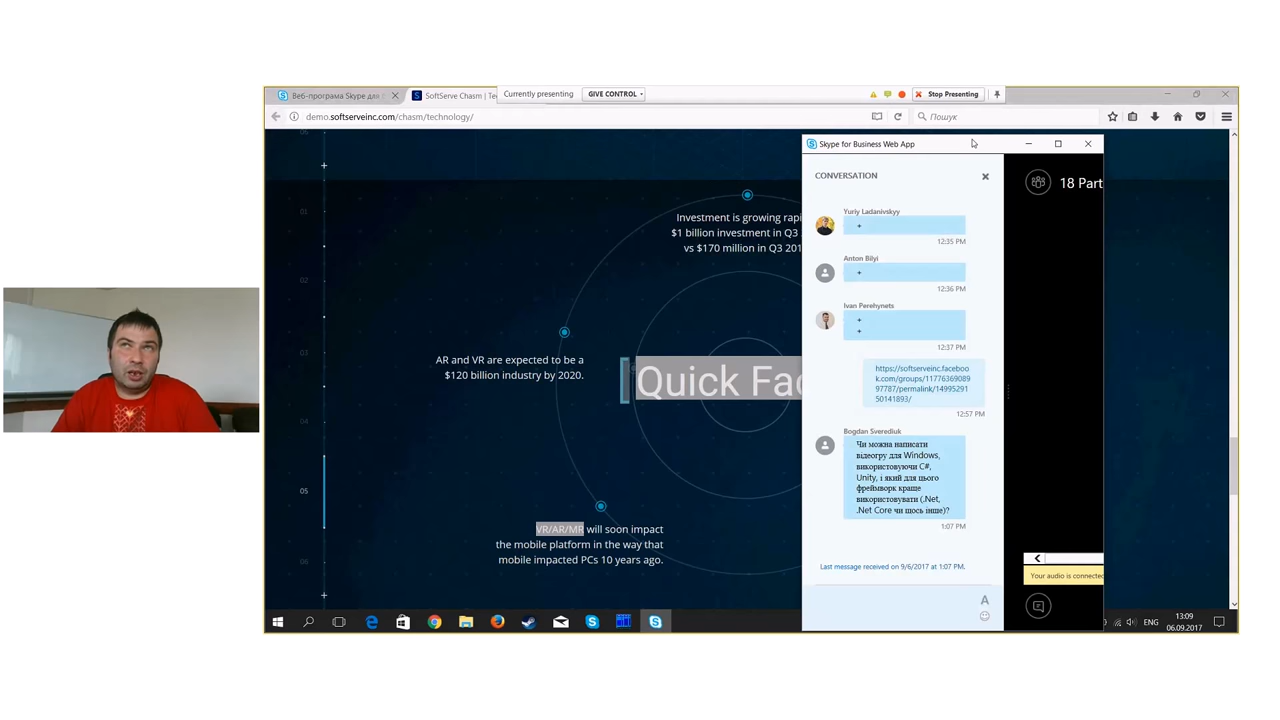 Веб-програма Skype для
SoftServe Chasm | Te
Currently presenting
GIVE CONTROL
Stop Presenting
demo.softserveinc.com/chasm/technology/
Пошук
01
02
03
04
05
06
Investment is growing rapi
$1 billion investment in Q3
vs $170 million in Q3 201
AR and VR are expected to be a
$120 billion industry by 2020.
Quick Fac
VR/AR/MR will soon impact
the mobile platform in the way that
mobile impacted PCs 10 years ago.
Skype for Business Web App
CONVERSATION
18 Part
Yuriy Ladanivskyy
+
12:35 PM
Anton Bilyi
+
12:36 PM
Ivan Perehynets
+
+
12:37 PM
https://softserveinc.faceboo
k.com/groups/11776369089
97787/permalink/14995291
50141893/
12:57 PM
Bogdan Sverediuk
Чи можна написати
відеогру для Windows,
використовуючи C#,
Unity, і який для цього
фреймворк краще
використовувати (.Net,
.Net Core чи щось інше)?
1:07 PM
Last message received on 9/6/2017 at 1:07 PM.
Your audio is connected
A
ENG
13:09
06.09.2017